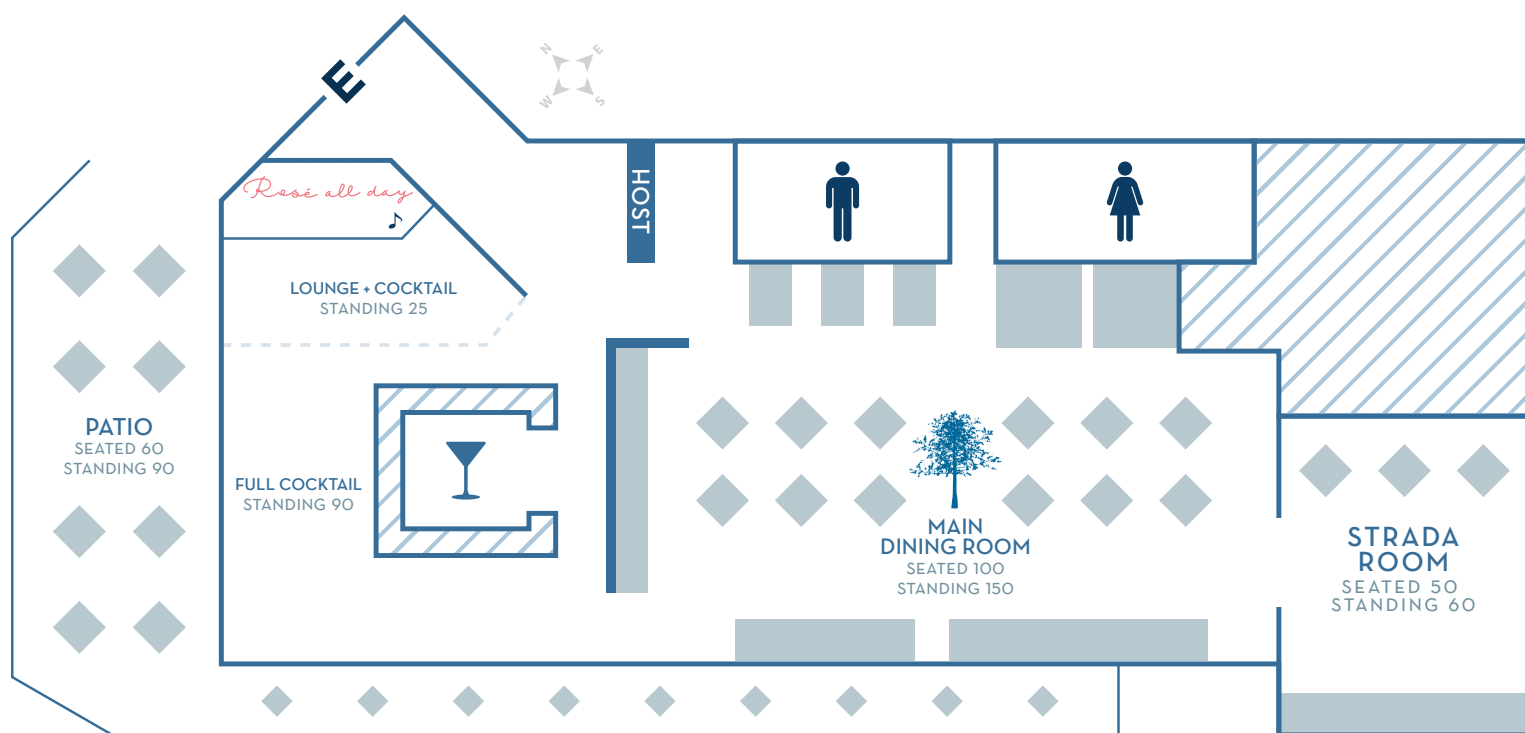 E
N
E
W
S
HOST
Rosé all day
LOUNGE + COCKTAIL
STANDING 25
PATIO
SEATED 60
STANDING 90
FULL COCKTAIL
STANDING 90
MAIN
DINING ROOM
SEATED 100
STANDING 150
STRADA
ROOM
SEATED 50
STANDING 60